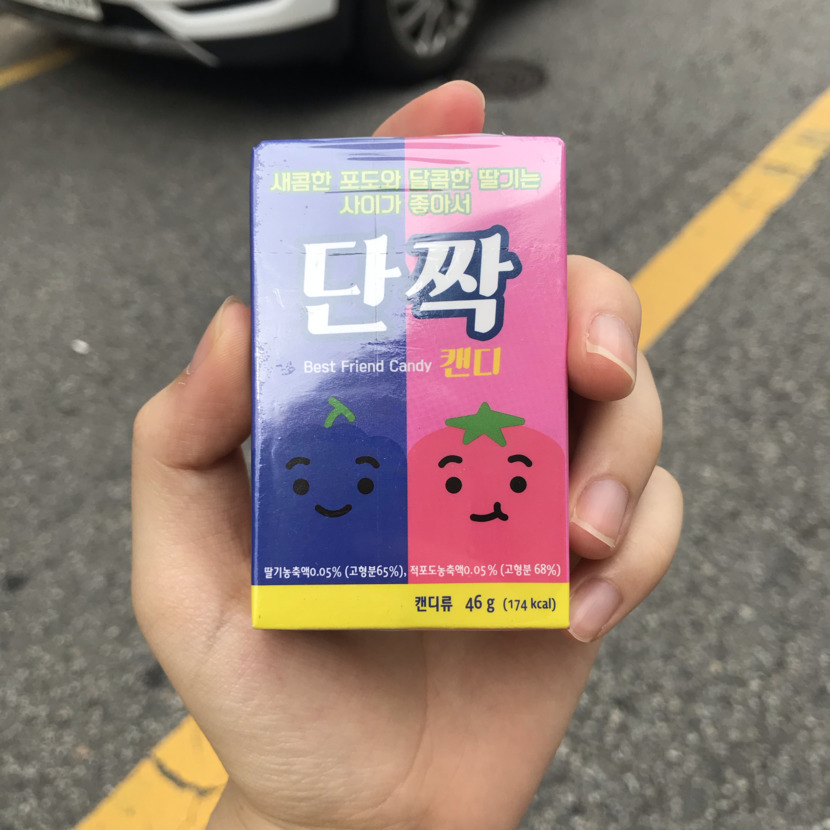 새콤한 포도와 달콤한 딸기는
사이가 좋아서
단짝
Best Friend Candy 캔디
딸기농축액0.05% (고형분65%), 적포도농축액0.05% (고형분 68%)
캔디류 46 g (174 kcal)